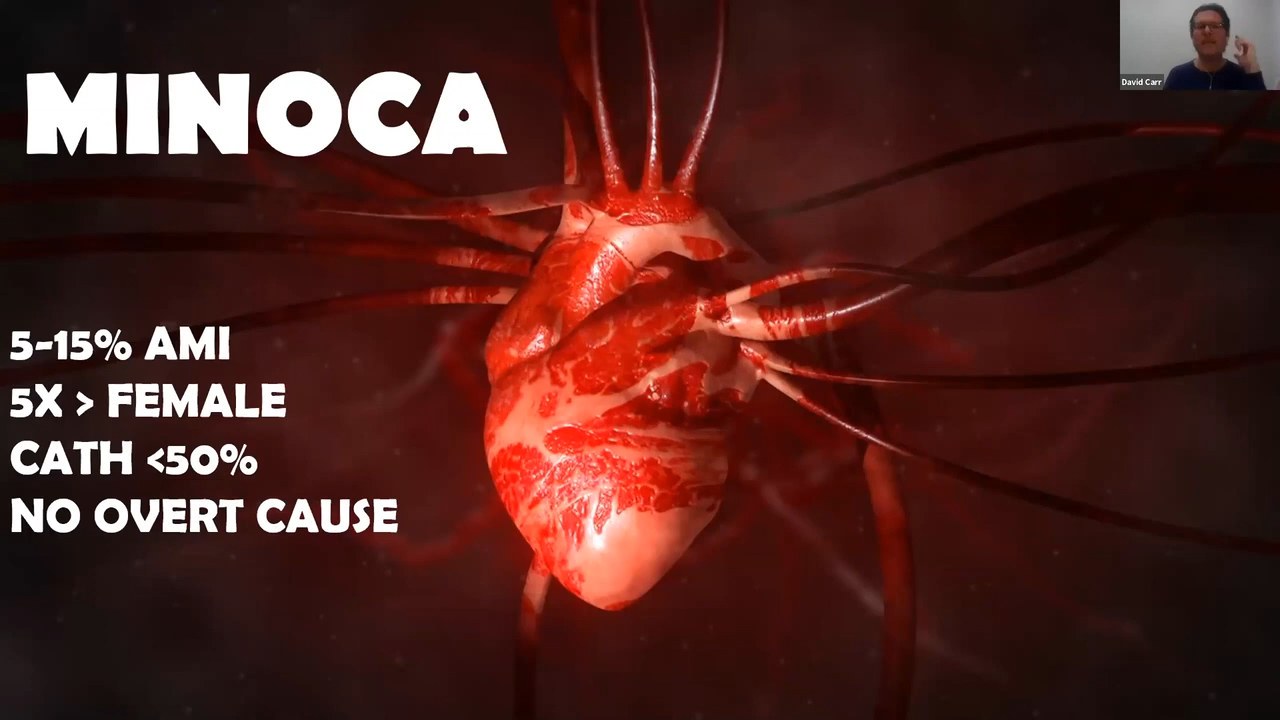 MINOCA
5-15% AMI
5X > FEMALE
CATH <50%
NO OVERT CAUSE
David Carr